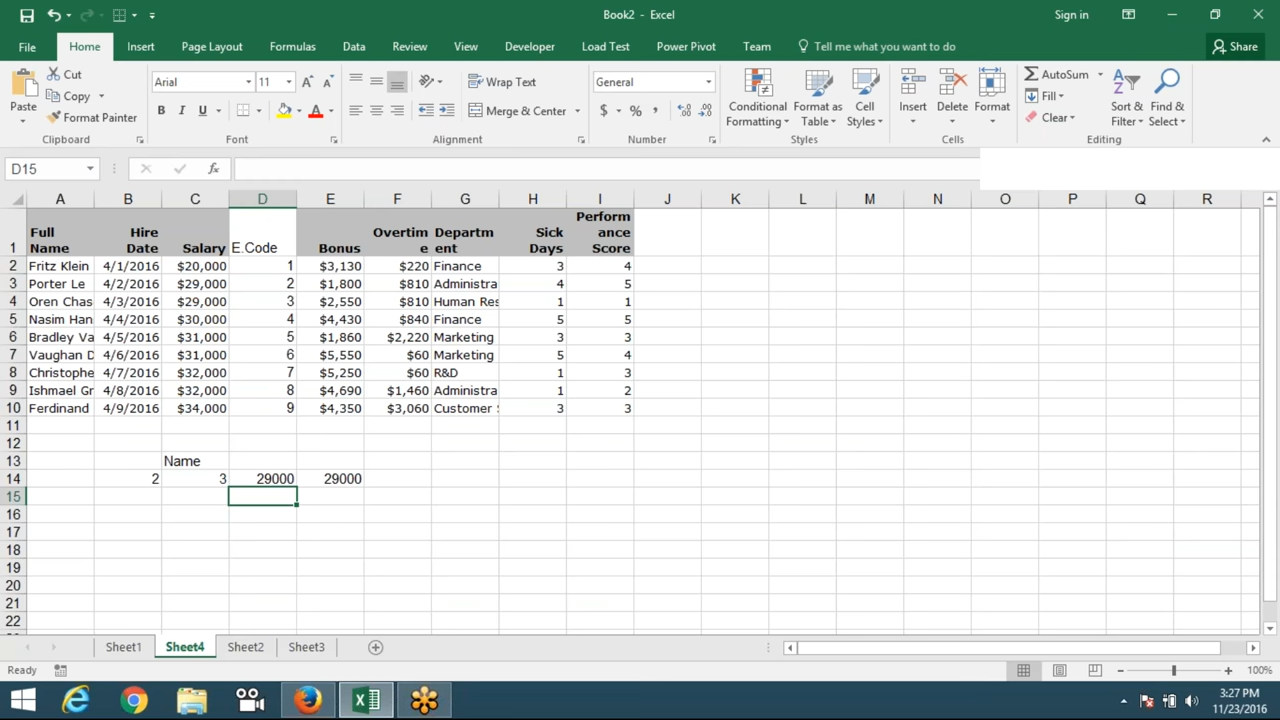 Book2 - Excel
Sign in
File Home Insert Page Layout Formulas Data Review View Developer Load Test Power Pivot Team Tell me what you want to do Share
Paste
Cut
Copy
Format Painter
Clipboard
Arial 11
B I U
Font
Wrap Text
Merge & Center
Alignment
General
$ % ,
Number
Conditional Formatting
Format as Table
Cell Styles
Styles
Insert Delete Format
Cells
AutoSum
Fill
Clear
Sort & Filter
Find & Select
Editing
D15
fx
A B C D E F G H I J K L M N O P Q R
1 Full Name Hire Date Salary E.Code Bonus Overtime Department Sick Days Performance Score
2 Fritz Klein 4/1/2016 $20,000 1 $3,130 $220 Finance 3 4
3 Porter Le 4/2/2016 $29,000 2 $1,800 $810 Administra 4 5
4 Oren Chas 4/3/2016 $29,000 3 $2,550 $810 Human Res 1 1
5 Nasim Han 4/4/2016 $30,000 4 $4,430 $840 Finance 5 5
6 Bradley Va 4/5/2016 $31,000 5 $1,860 $2,220 Marketing 3 3
7 Vaughan D 4/6/2016 $31,000 6 $5,550 $60 Marketing 5 4
8 Christophe 4/7/2016 $32,000 7 $5,250 $60 R&D 1 3
9 Ishmael Gr 4/8/2016 $32,000 8 $4,690 $1,460 Administra 1 2
10 Ferdinand 4/9/2016 $34,000 9 $4,350 $3,060 Customer 3 3
11
12
13 Name
14 2 3 29000 29000
15
16
17
18
19
20
21
22
Sheet1 Sheet4 Sheet2 Sheet3
Ready
100%
3:27 PM
11/23/2016